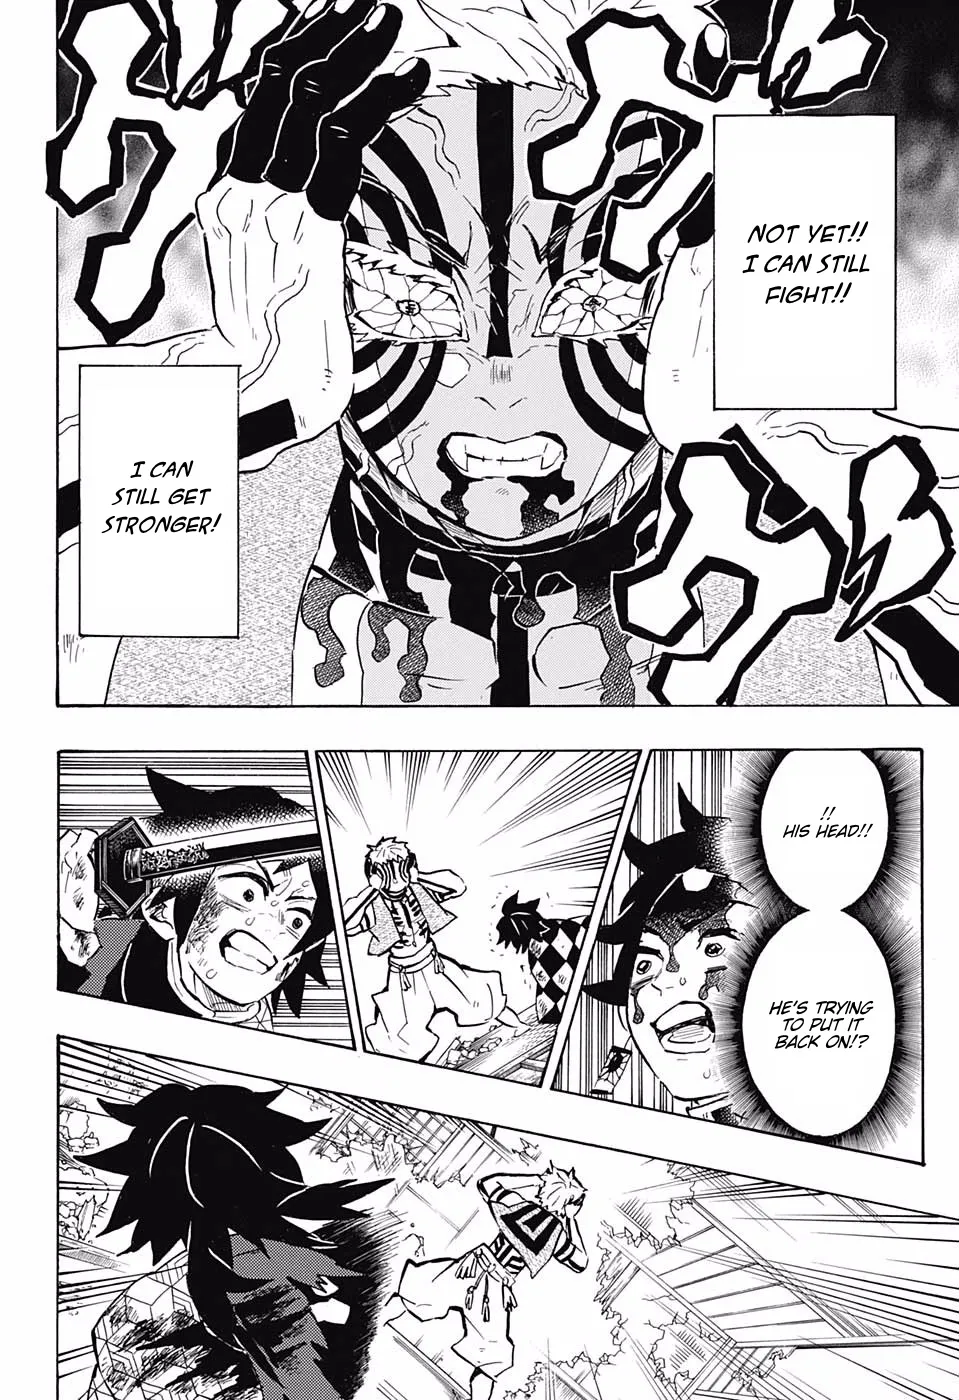 NOT YET!!
I CAN STILL
FIGHT!!
I CAN
STILL GET
STRONGER!
!!
HIS HEAD!!
HE'S TRYING
TO PUT IT
BACK ON!?